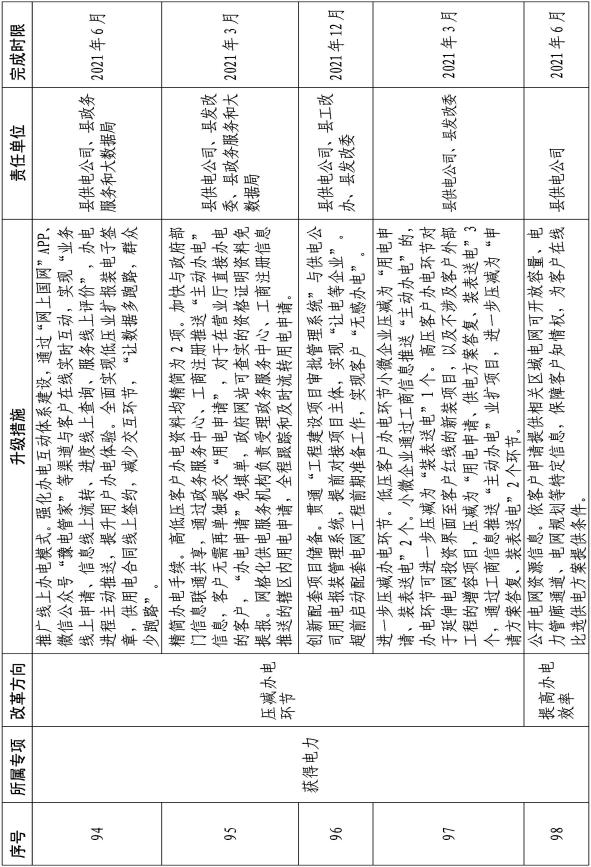 序号
所属专项
改革方向
升级措施
责任单位
完成时限
94
获得电力
压减办电
环节
推广线上办电模式。强化办电互动体系建设，通过“网上国网”APP、
微信公众号“豫电管家”等渠道与客户在线实时互动，实现“业务
线上申请、信息线上流转、进度线上查询、服务线上评价”，办电
进程主动推送，提升用户办电体验。全面实现低压业扩报装电子签
章，供用电合同线上签约，减少交互环节，“让数据多跑路，群众
少跑路”。
县供电公司、县政务
服务和大数据局
2021年6月
95
精简办电手续。高低压客户办电资料均精简为2项。加快与政府部
门信息联通共享，通过政务服务中心、工商注册推送“主动办电”
信息，客户无需再单独提交“用电申请”，对于在营业厅直接办电
的客户，“办电申请”免填单，政府网站可查实的资格证明资料免
提报。网格化供电服务机构负责受理政务服务中心、工商注册信息
推送的辖区内用电申请，全程跟踪和及时流转用电申请。
县供电公司、县发改
委、县政务服务和大
数据局
2021年3月
96
创新配套项目储备。贯通“工程建设项目审批管理系统”与供电公
司用电报装管理系统，提前对接项目主体，实现“让电等企业”。
超前启动配套电网工程前期准备工作，实现客户“无感办电”。
县供电公司、县工改
办、县发改委
2021年12月
97
进一步压减办电环节。低压客户办电环节小微企业压减为“用电申
请、装表送电”2个。小微企业通过工商信息推送“主动办电”的，
办电环节可进一步压减为“装表送电”1个。高压客户办电环节对
于延伸电网投资界面至客户红线的新装项目，以及不涉及客户外部
工程的增容项目，压减为“用电申请、供电方案答复、装表送电”3
个，通过工商信息推送“主动办电”业扩项目，进一步压减为“申
请方案答复、装表送电”2个环节。
县供电公司、县发改委
2021年3月
98
提高办电
效率
公开电网资源信息。依客户申请提供相关区域电网可开放容量、电
力管廊通道、电网规划等特定信息，保障客户知情权，为客户在线
比选供电方案提供条件。
县供电公司
2021年6月